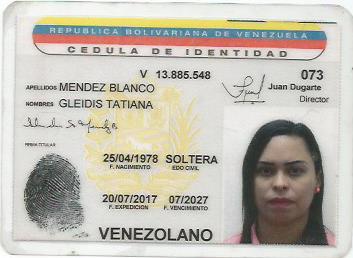 REPUBLICA BOLIVARIANA DE VENEZUELA
CEDULA DE IDENTIDAD
V 13.885.548 073
APELLIDOS MENDEZ BLANCO Juan Dugarte
Director
NOMBRES GLEIDIS TATIANA
FIRMA TITULAR
25/04/1978 SOLTERA
F. NACIMIENTO EDO CIVIL
20/07/2017 07/2027
F. EXPEDICION F. VENCIMIENTO
VENEZOLANO